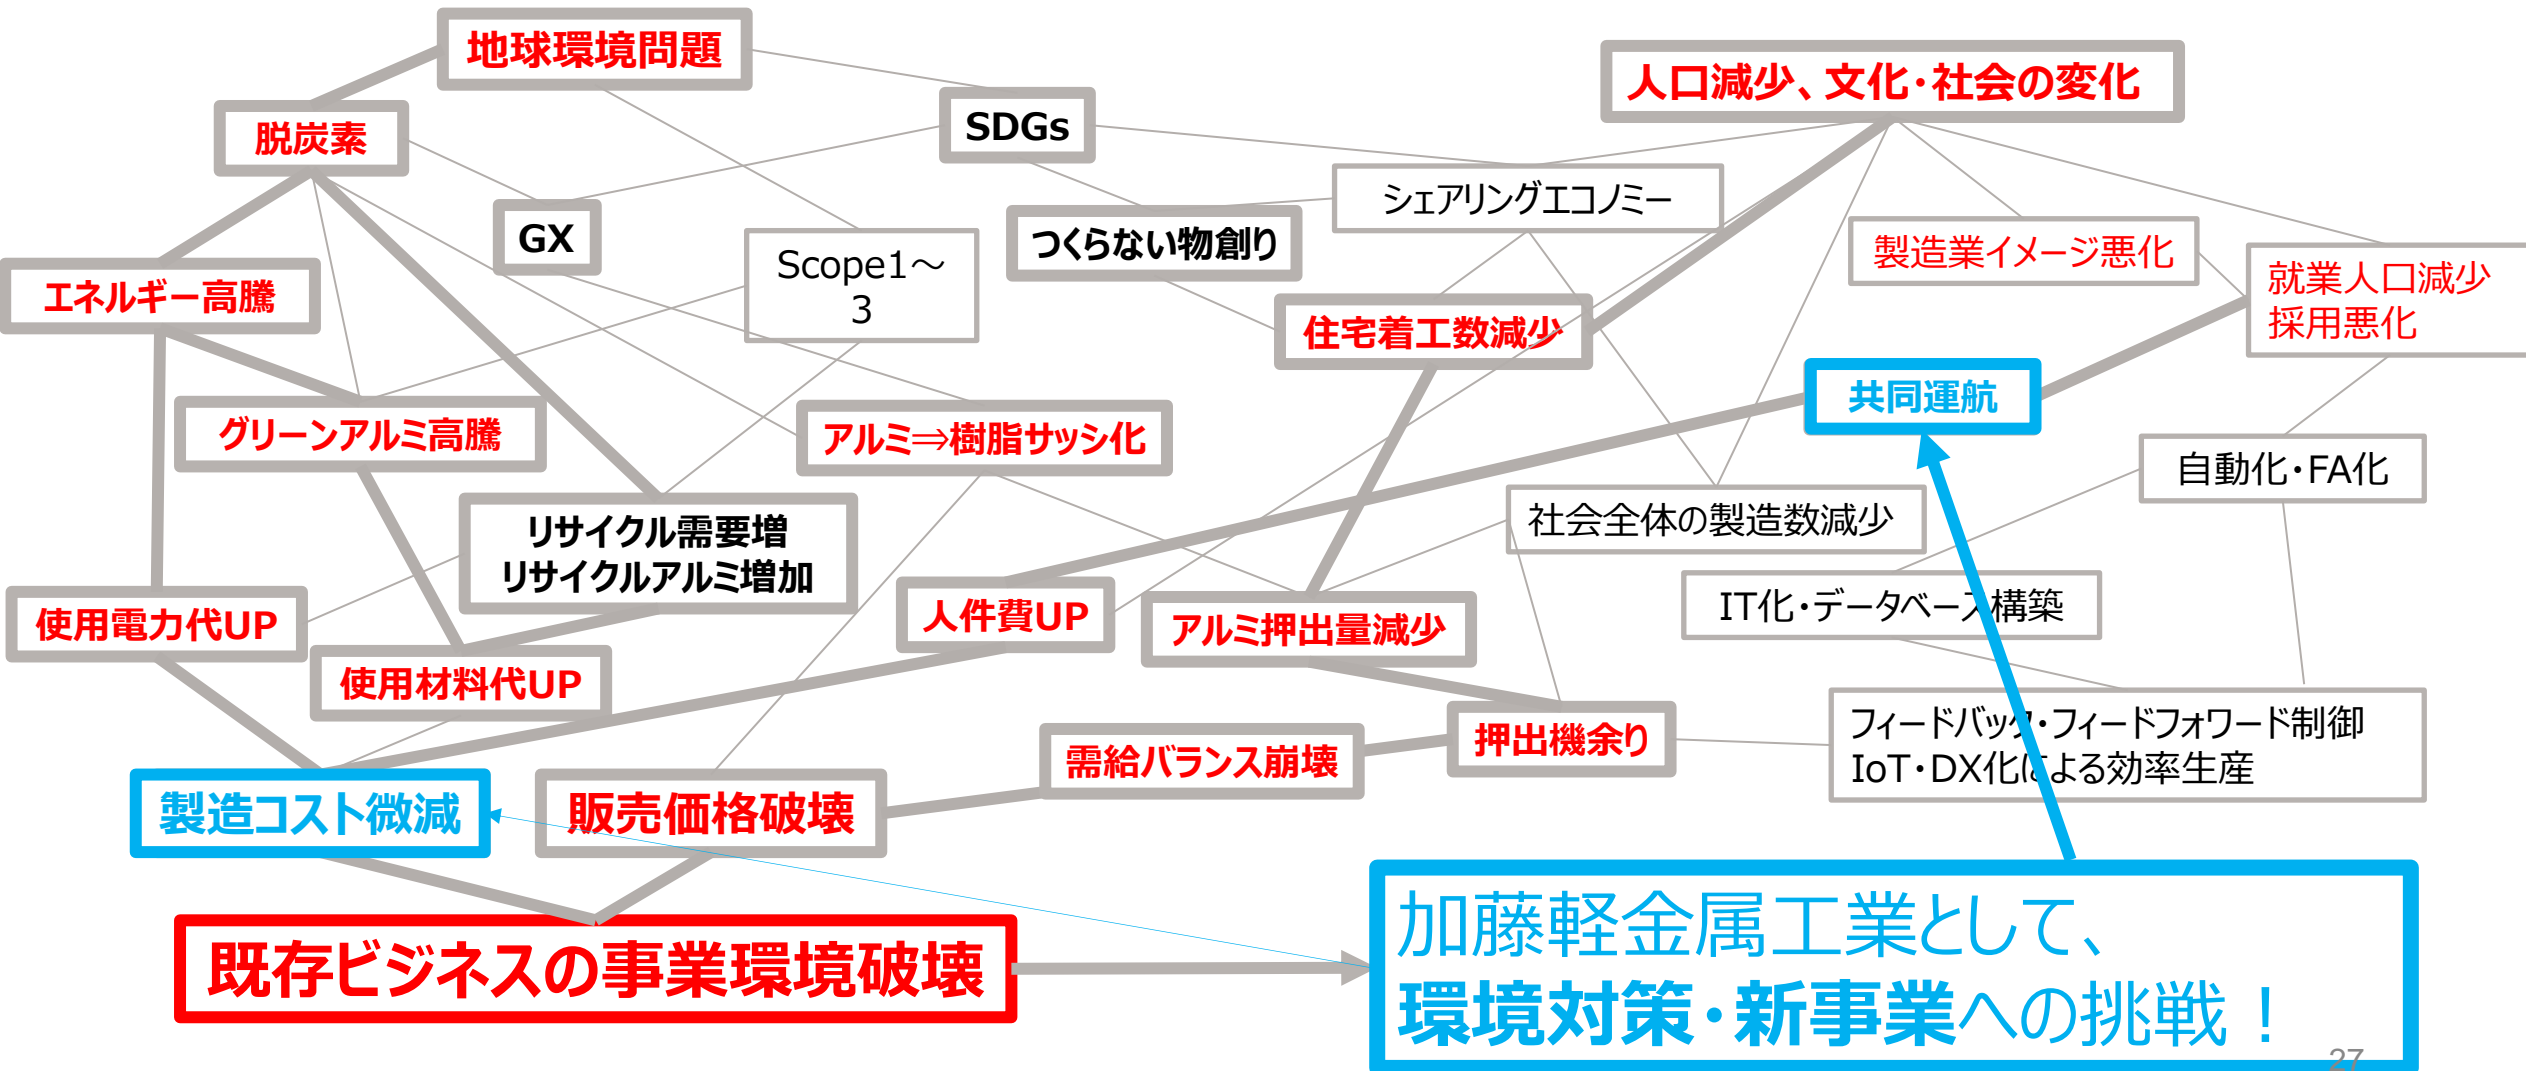 地球環境問題
人口減少、文化・社会の変化
SDGs
脱炭素
シェアリングエコノミー
GX
つくらない物創り
製造業イメージ悪化
Scope1～
3
エネルギー高騰
就業人口減少
採用悪化
住宅着工数減少
共同運航
グリーンアルミ高騰
アルミ⇒樹脂サッシ化
自動化・FA化
社会全体の製造数減少
リサイクル需要増
リサイクルアルミ増加
IT化・データベース構築
使用電力代UP
人件費UP
アルミ押出量減少
使用材料代UP
フィードバック・フィードフォワード制御
IoT・DX化による効率生産
押出機余り
需給バランス崩壊
製造コスト微減
販売価格破壊
加藤軽金属工業として、
環境対策・新事業への挑戦！
既存ビジネスの事業環境破壊
27